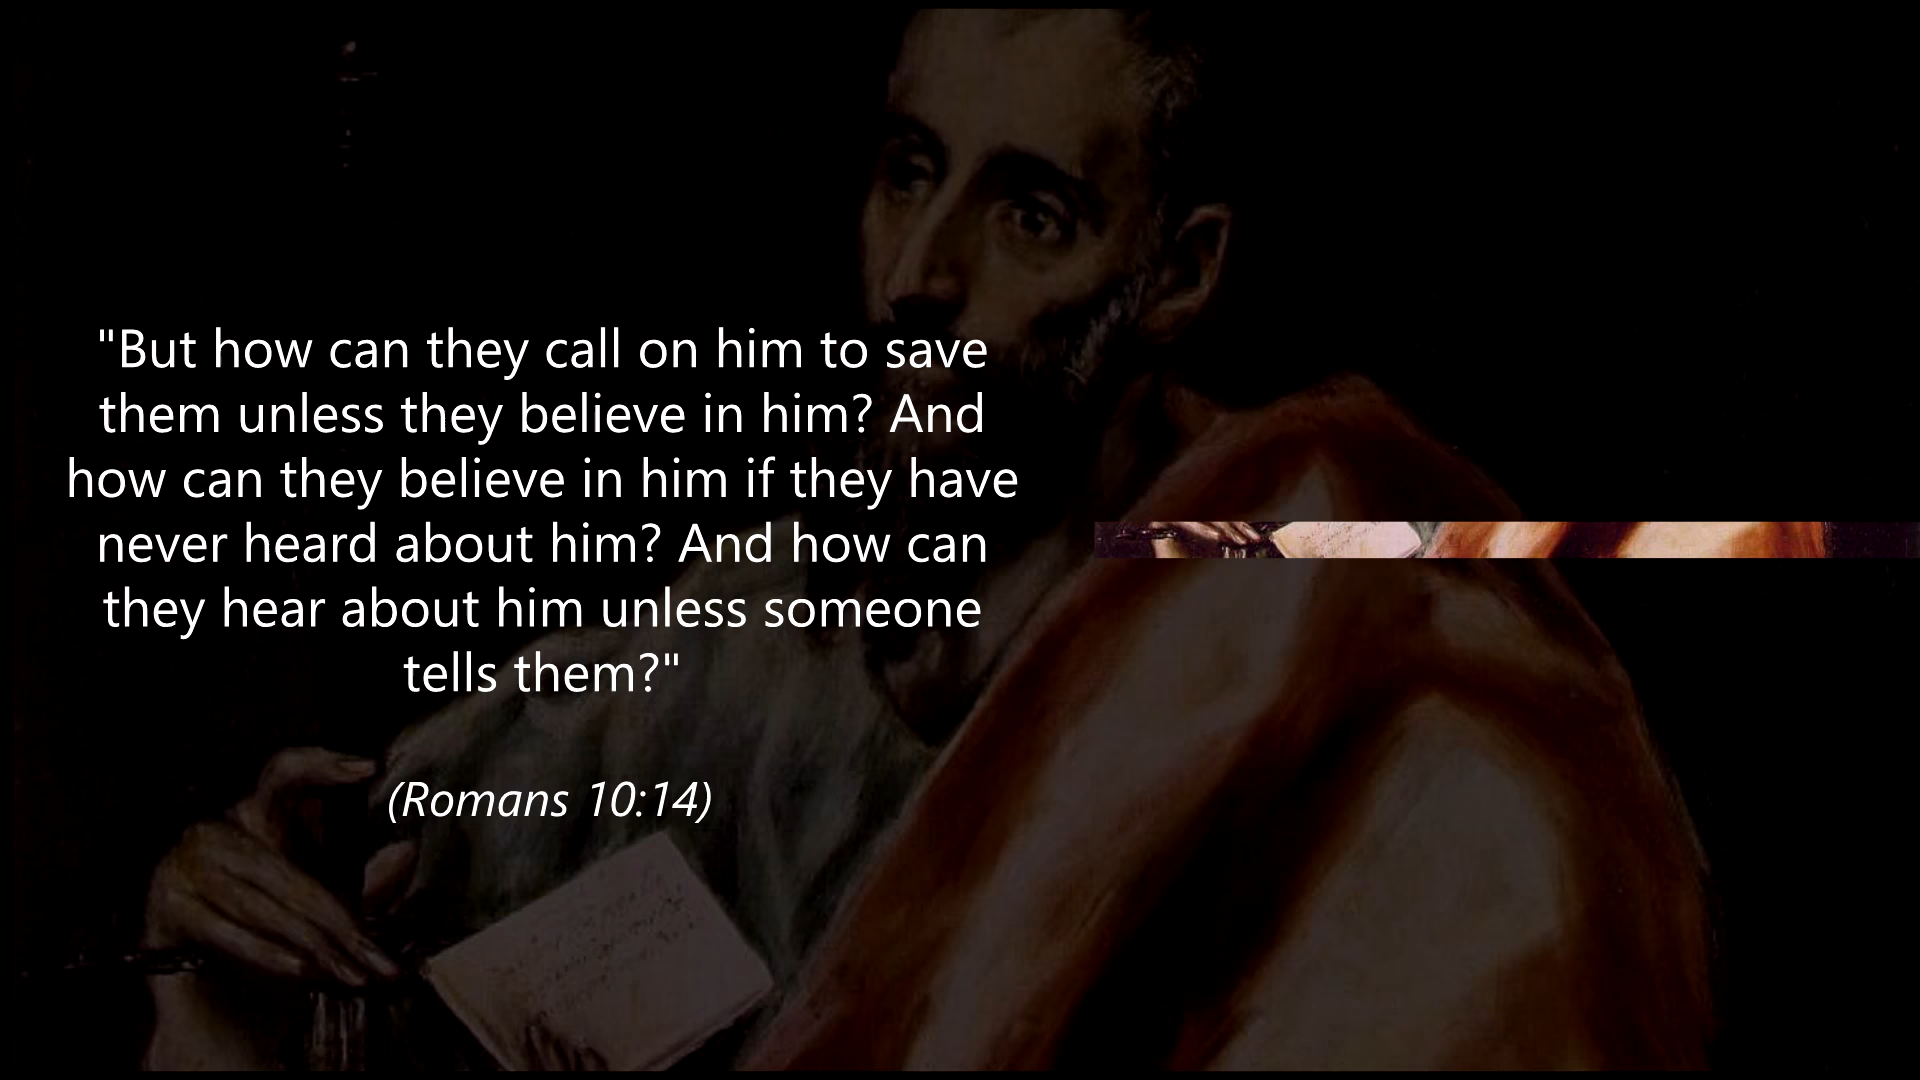 "But how can they call on him to save
them unless they believe in him? And
how can they believe in him if they have
never heard about him? And how can
they hear about him unless someone
tells them?"
(Romans 10:14)